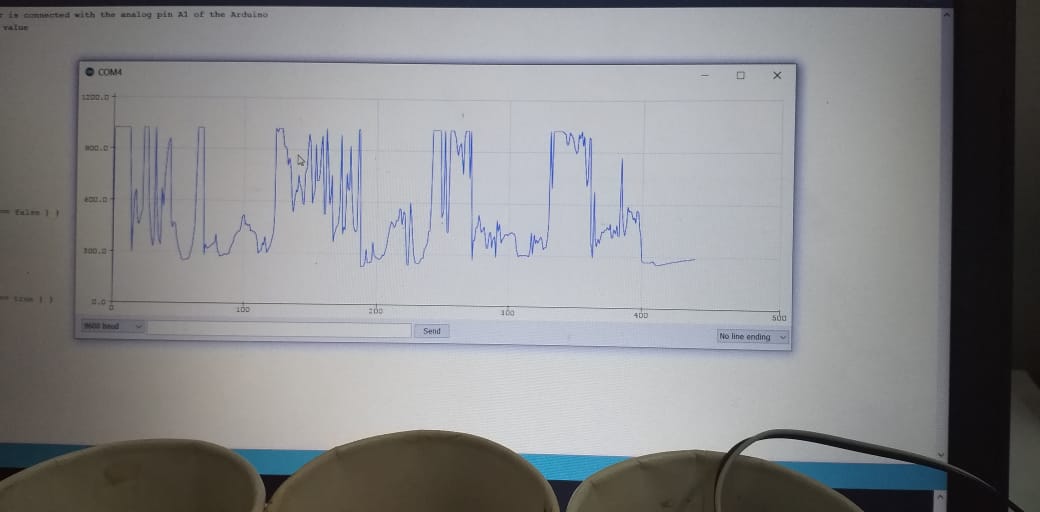 r is connected with the analog pin A1 of the Arduino
value
COM4
1200.0
900.0
600.0
300.0
0.0
0 100 200 300 400 500
== false ) )
== true ) )
9600 baud
Send
No line ending